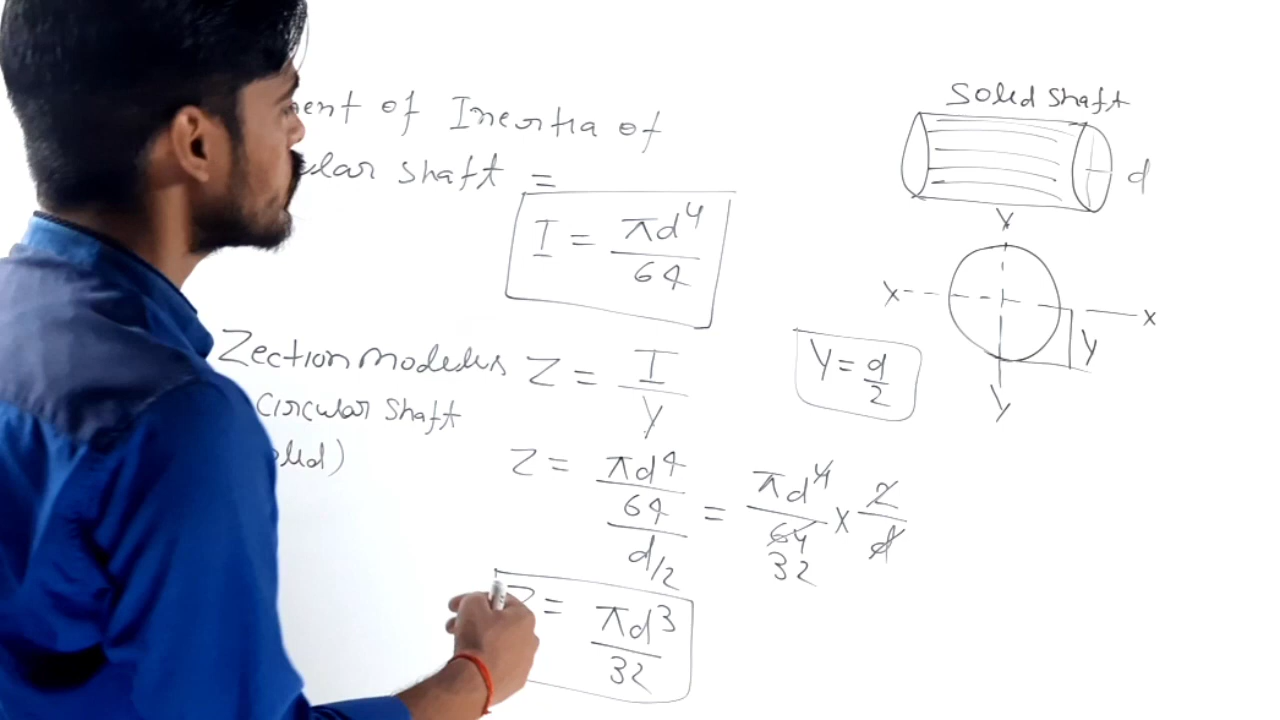 ent of Inertia of
ular shaft =
I = πd⁴/64
Zection modulus Z = I/y
Circular Shaft
olid)
Z = πd⁴/64 / d/2 = πd⁴/64 32 x 2/d
Z = πd³/32
Solid shaft
d
Y
X X
Y
Y
Y = d/2